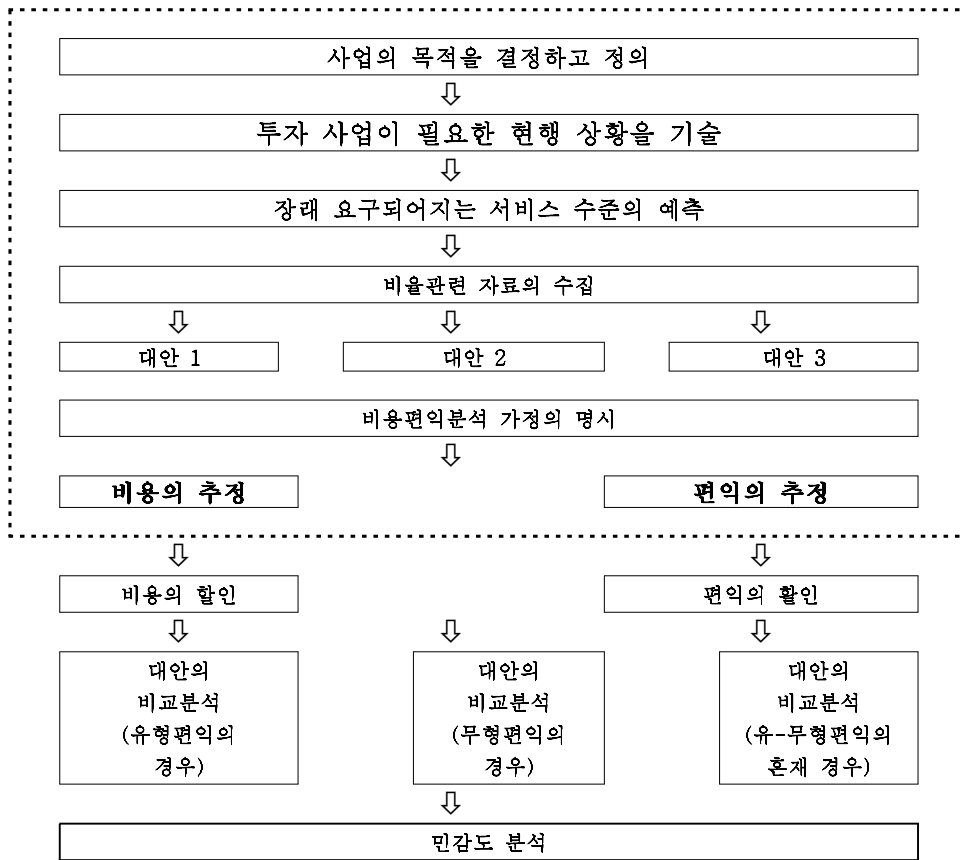 사업의 목적을 결정하고 정의
투자 사업이 필요한 현행 상황을 기술
장래 요구되어지는 서비스 수준의 예측
비율관련 자료의 수집
대안 1
대안 2
대안 3
비용편익분석 가정의 명시
비용의 추정
편익의 추정
비용의 할인
편익의 활인
대안의
비교분석
(유형편익의
경우)
대안의
비교분석
(무형편익의
경우)
대안의
비교분석
(유-무형편익의
혼재 경우)
민감도 분석